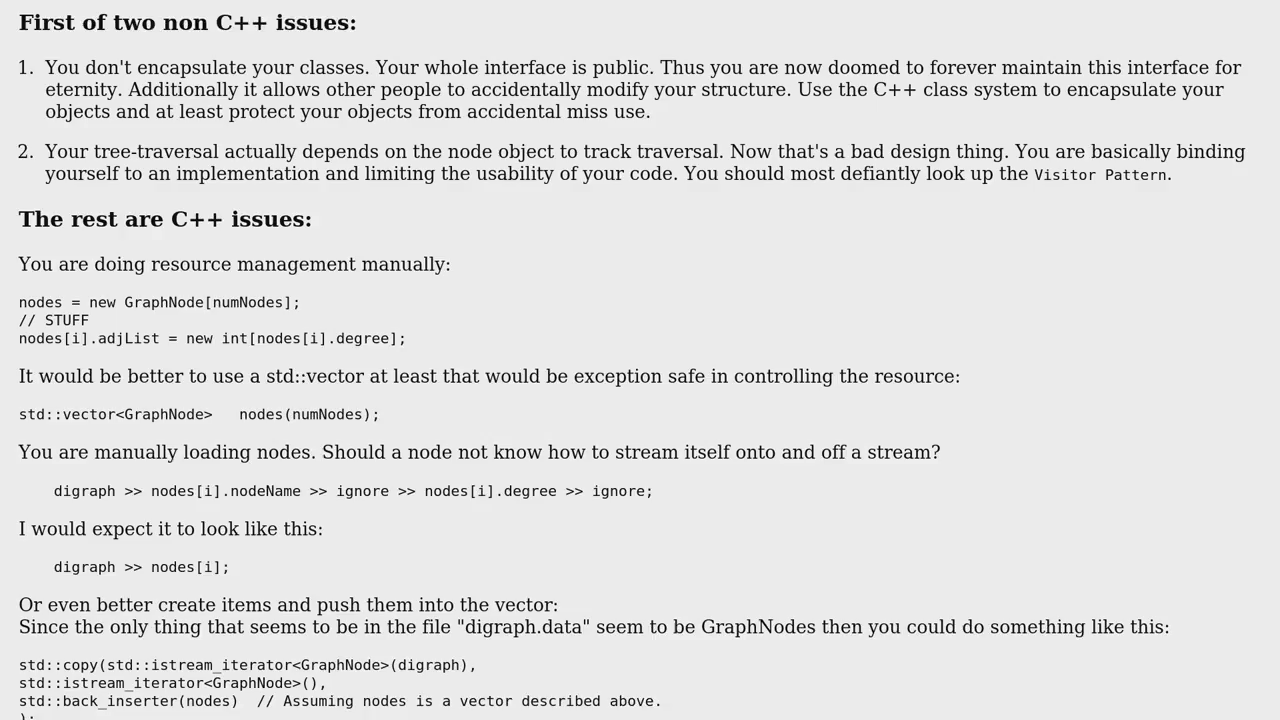 First of two non C++ issues:
1. You don't encapsulate your classes. Your whole interface is public. Thus you are now doomed to forever maintain this interface for
eternity. Additionally it allows other people to accidentally modify your structure. Use the C++ class system to encapsulate your
objects and at least protect your objects from accidental miss use.
2. Your tree-traversal actually depends on the node object to track traversal. Now that's a bad design thing. You are basically binding
yourself to an implementation and limiting the usability of your code. You should most defiantly look up the Visitor Pattern.
The rest are C++ issues:
You are doing resource management manually:
nodes = new GraphNode[numNodes];
// STUFF
nodes[i].adjList = new int[nodes[i].degree];
It would be better to use a std::vector at least that would be exception safe in controlling the resource:
std::vector<GraphNode>   nodes(numNodes);
You are manually loading nodes. Should a node not know how to stream itself onto and off a stream?
    digraph >> nodes[i].nodeName >> ignore >> nodes[i].degree >> ignore;
I would expect it to look like this:
    digraph >> nodes[i];
Or even better create items and push them into the vector:
Since the only thing that seems to be in the file "digraph.data" seem to be GraphNodes then you could do something like this:
std::copy(std::istream_iterator<GraphNode>(digraph),
std::istream_iterator<GraphNode>(),
std::back_inserter(nodes)  // Assuming nodes is a vector described above.
);